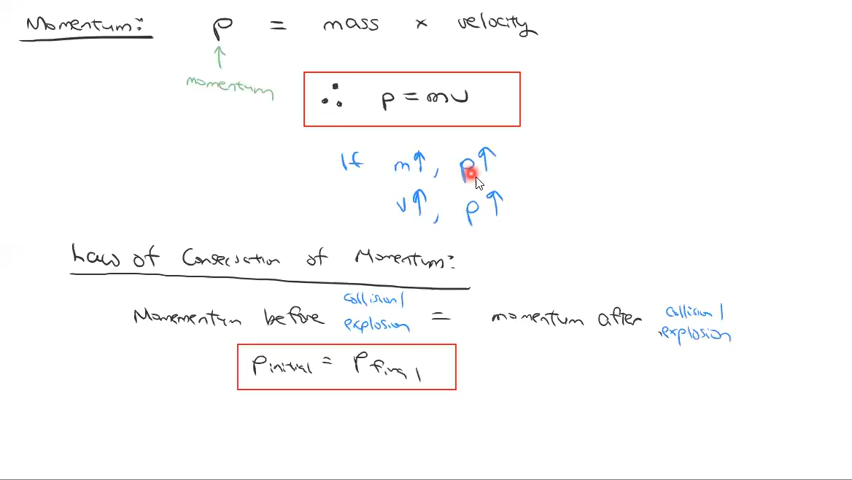 Momentum: p = mass × velocity
↑
momentum
∴ p = mv
If m↑, p↑
v↑, p↑
Law of Conservation of Momentum:
Momementum before collision/explosion = momentum after collision/explosion
Pinitial = Pfinal